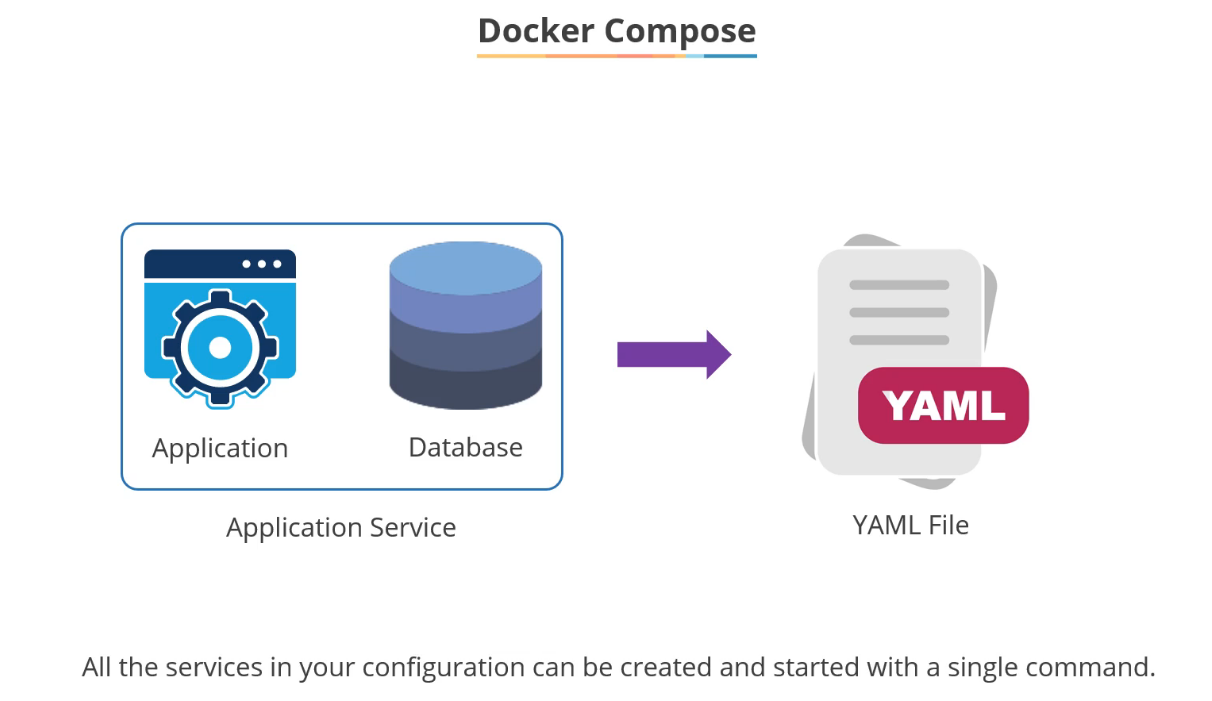 Docker Compose
Application
Database
YAML
Application Service
YAML File
All the services in your configuration can be created and started with a single command.